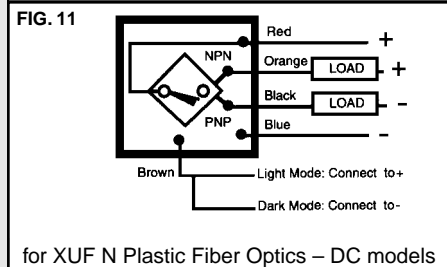 FIG. 11
Red
+
NPN
Orange
LOAD
+
Black
LOAD
-
PNP
Blue
-
Brown
Light Mode: Connect to+
Dark Mode: Connect to-
for XUF N Plastic Fiber Optics – DC models